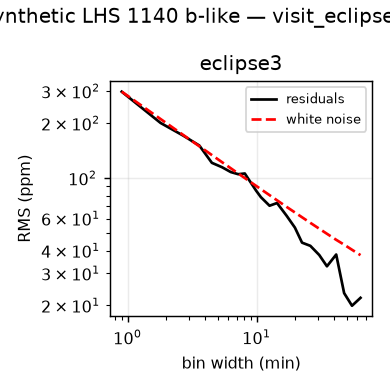 ynthetic LHS 1140 b-like — visit_eclipse
eclipse3
residuals
white noise
3 × 10²
2 × 10²
10²
6 × 10¹
4 × 10¹
3 × 10¹
2 × 10¹
RMS (ppm)
10⁰ 10¹
bin width (min)